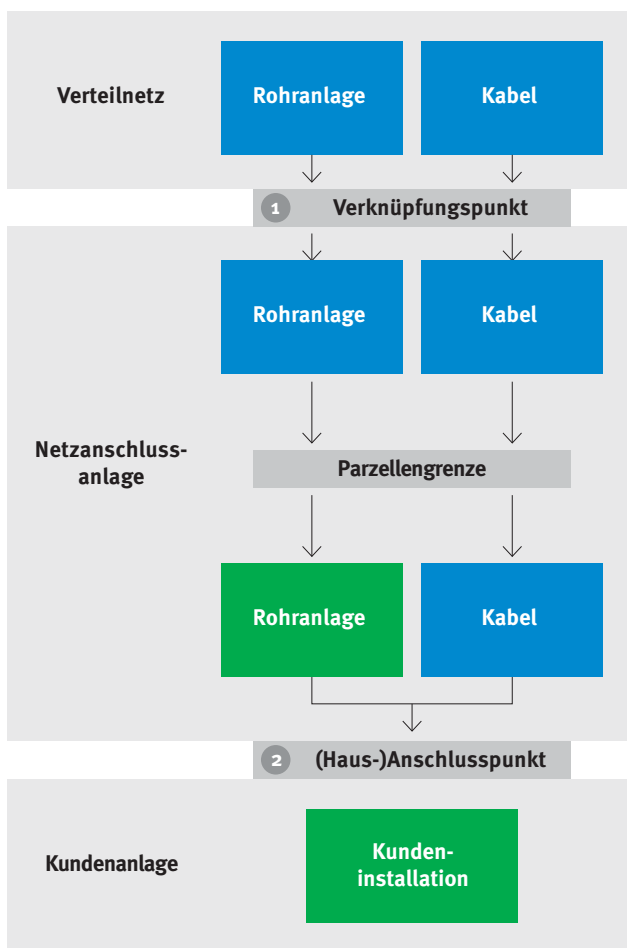 Verteilnetz
Rohranlage
Kabel
1 Verknüpfungspunkt
Rohranlage
Kabel
Netzanschluss-
anlage
Parzellengrenze
Rohranlage
Kabel
2 (Haus-)Anschlusspunkt
Kundenanlage
Kunden-
installation